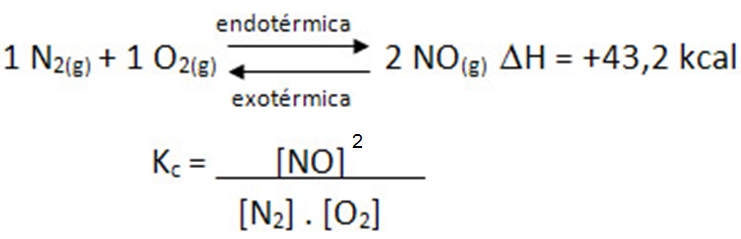 endotérmica
1 N₂(g) + 1 O₂(g) ⇄ 2 NO(g) ΔH = +43,2 kcal
exotérmica
Kc = [NO]²
[N₂] . [O₂]